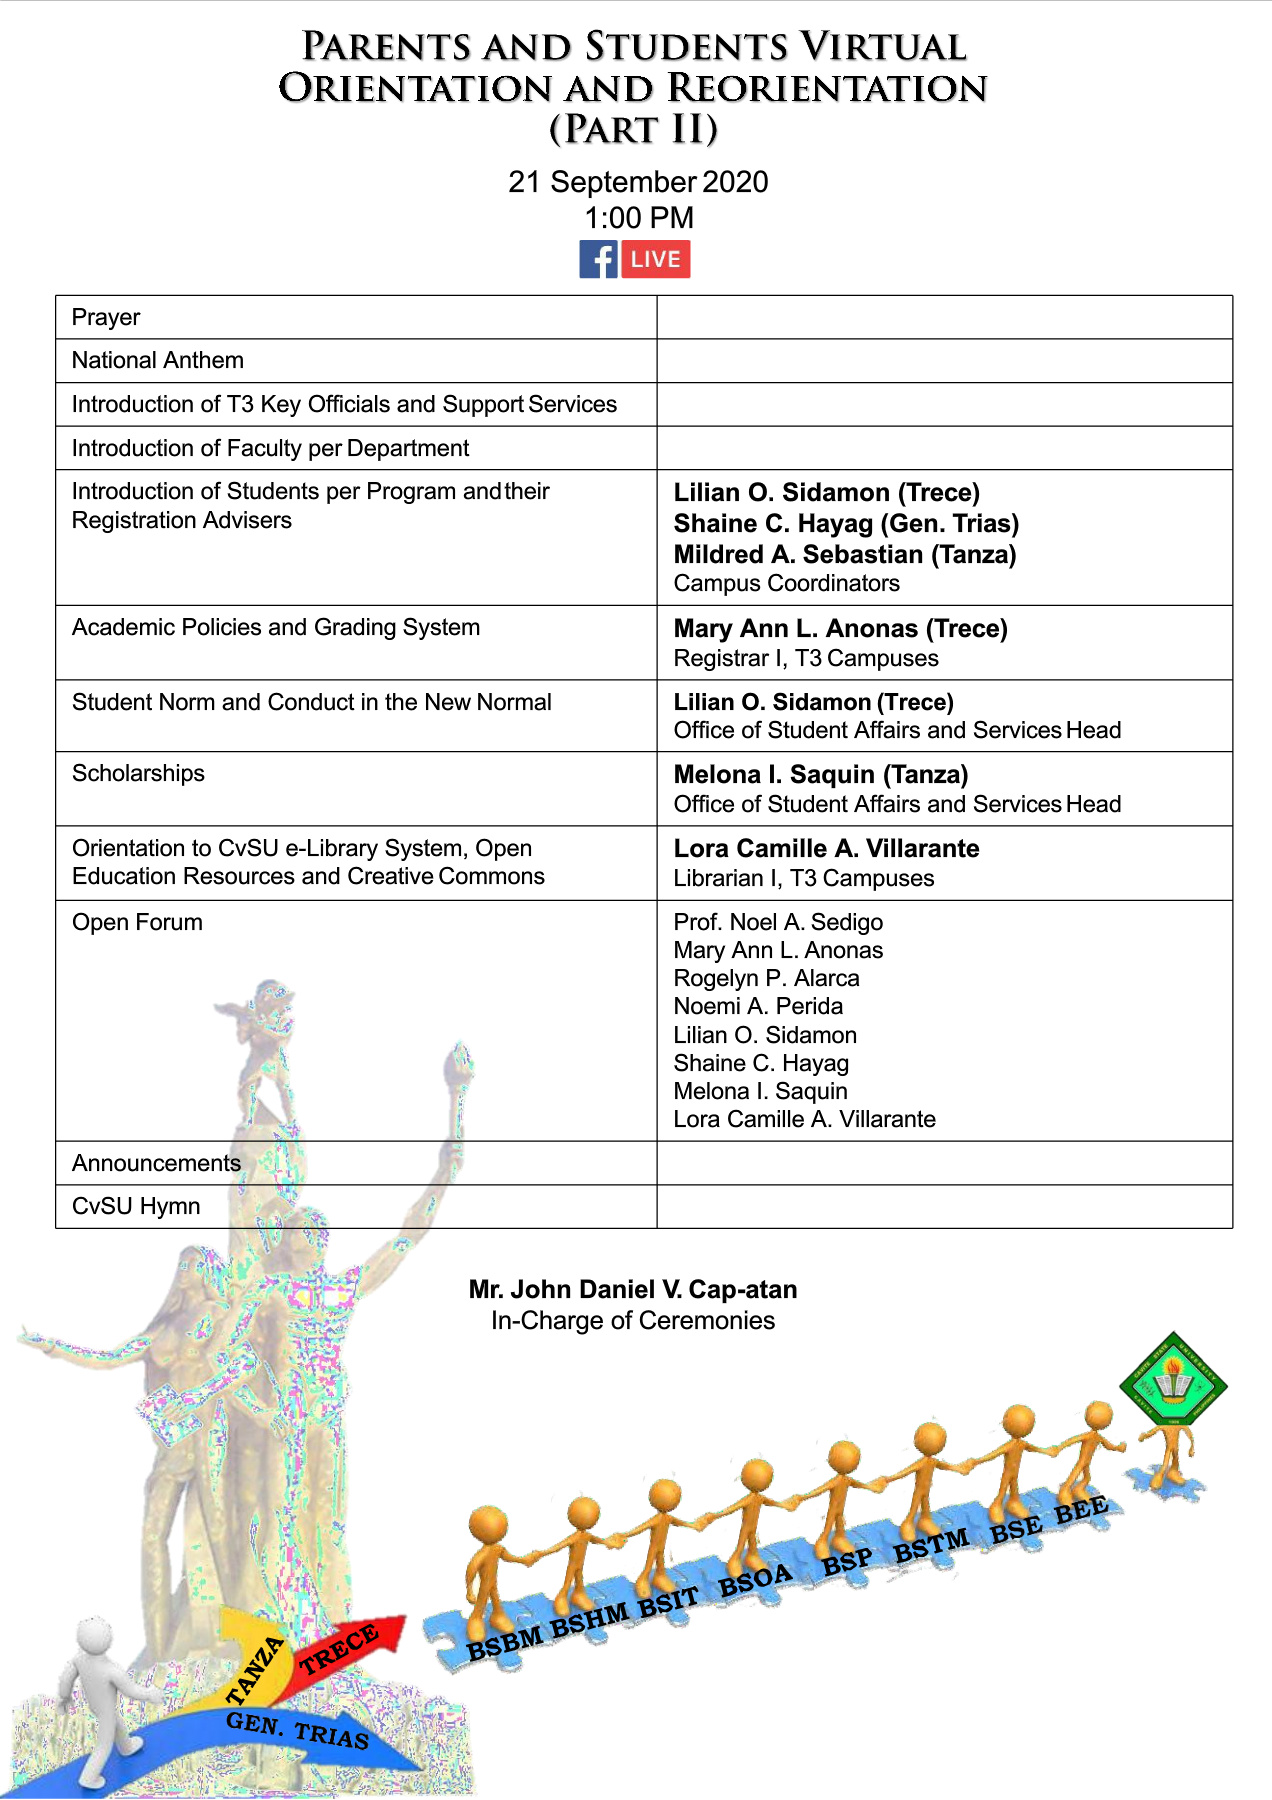 PARENTS AND STUDENTS VIRTUAL
ORIENTATION AND REORIENTATION
(PART II)
21 September 2020
1:00 PM
f LIVE
Prayer
National Anthem
Introduction of T3 Key Officials and Support Services
Introduction of Faculty per Department
Introduction of Students per Program and their
Registration Advisers
Lilian O. Sidamon (Trece)
Shaine C. Hayag (Gen. Trias)
Mildred A. Sebastian (Tanza)
Campus Coordinators
Academic Policies and Grading System
Mary Ann L. Anonas (Trece)
Registrar I, T3 Campuses
Student Norm and Conduct in the New Normal
Lilian O. Sidamon (Trece)
Office of Student Affairs and Services Head
Scholarships
Melona I. Saquin (Tanza)
Office of Student Affairs and Services Head
Orientation to CvSU e-Library System, Open
Education Resources and Creative Commons
Lora Camille A. Villarante
Librarian I, T3 Campuses
Open Forum
Prof. Noel A. Sedigo
Mary Ann L. Anonas
Rogelyn P. Alarca
Noemi A. Perida
Lilian O. Sidamon
Shaine C. Hayag
Melona I. Saquin
Lora Camille A. Villarante
Announcements
CvSU Hymn
Mr. John Daniel V. Cap-atan
In-Charge of Ceremonies
CAVITE STATE UNIVERSITY
CAVITE PHILIPPINES
BSBM BSHM BSIT BSOA BSP BSTM BSE BEE
TANZA
TRECE
GEN. TRIAS